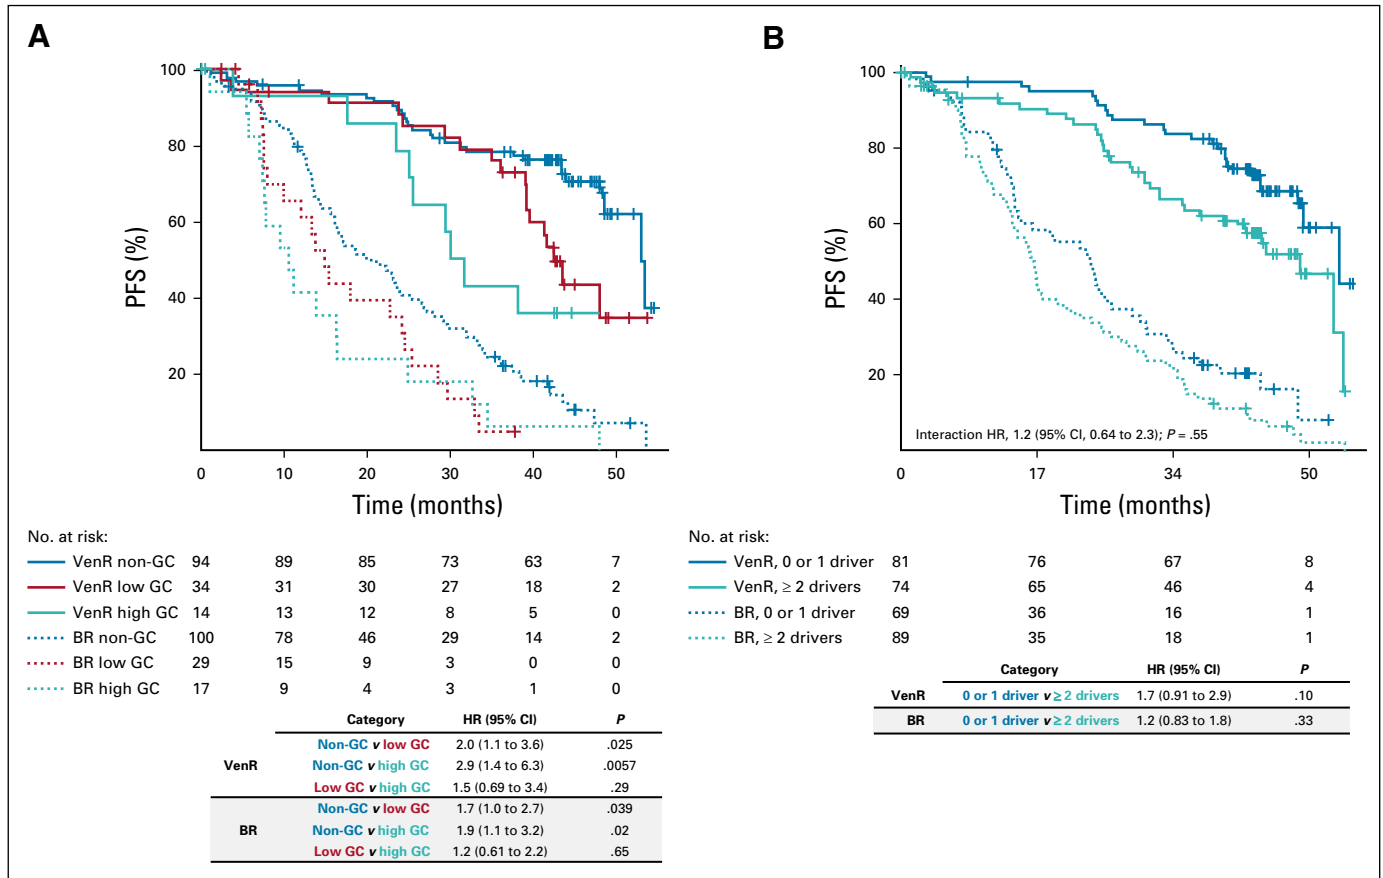 A
100
80
60
40
20
PFS (%)
0 10 20 30 40 50
Time (months)
No. at risk:
VenR non-GC 94 89 85 73 63 7
VenR low GC 34 31 30 27 18 2
VenR high GC 14 13 12 8 5 0
BR non-GC 100 78 46 29 14 2
BR low GC 29 15 9 3 0 0
BR high GC 17 9 4 3 1 0
Category HR (95% CI) P
Non-GC v low GC 2.0 (1.1 to 3.6) .025
VenR Non-GC v high GC 2.9 (1.4 to 6.3) .0057
Low GC v high GC 1.5 (0.69 to 3.4) .29
Non-GC v low GC 1.7 (1.0 to 2.7) .039
BR Non-GC v high GC 1.9 (1.1 to 3.2) .02
Low GC v high GC 1.2 (0.61 to 2.2) .65
B
100
80
60
40
20
PFS (%)
Interaction HR, 1.2 (95% CI, 0.64 to 2.3); P = .55
0 17 34 50
Time (months)
No. at risk:
VenR, 0 or 1 driver 81 76 67 8
VenR, ≥ 2 drivers 74 65 46 4
BR, 0 or 1 driver 69 36 16 1
BR, ≥ 2 drivers 89 35 18 1
Category HR (95% CI) P
VenR 0 or 1 driver v ≥ 2 drivers 1.7 (0.91 to 2.9) .10
BR 0 or 1 driver v ≥ 2 drivers 1.2 (0.83 to 1.8) .33